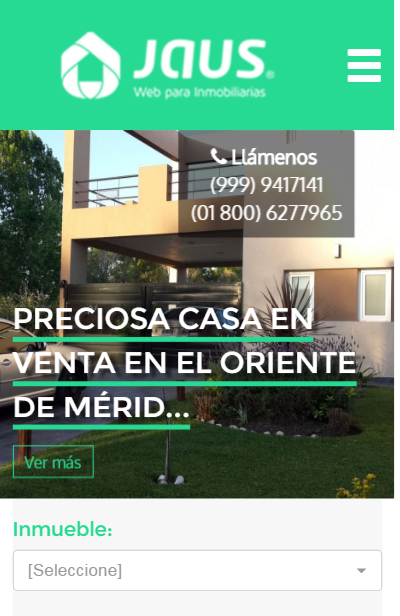 JAUS®
Web para Inmobiliarias
Llámenos
(999) 9417141
(01 800) 6277965
PRECIOSA CASA EN
VENTA EN EL ORIENTE
DE MÉRID...
Ver más
Inmueble:
[Seleccione]